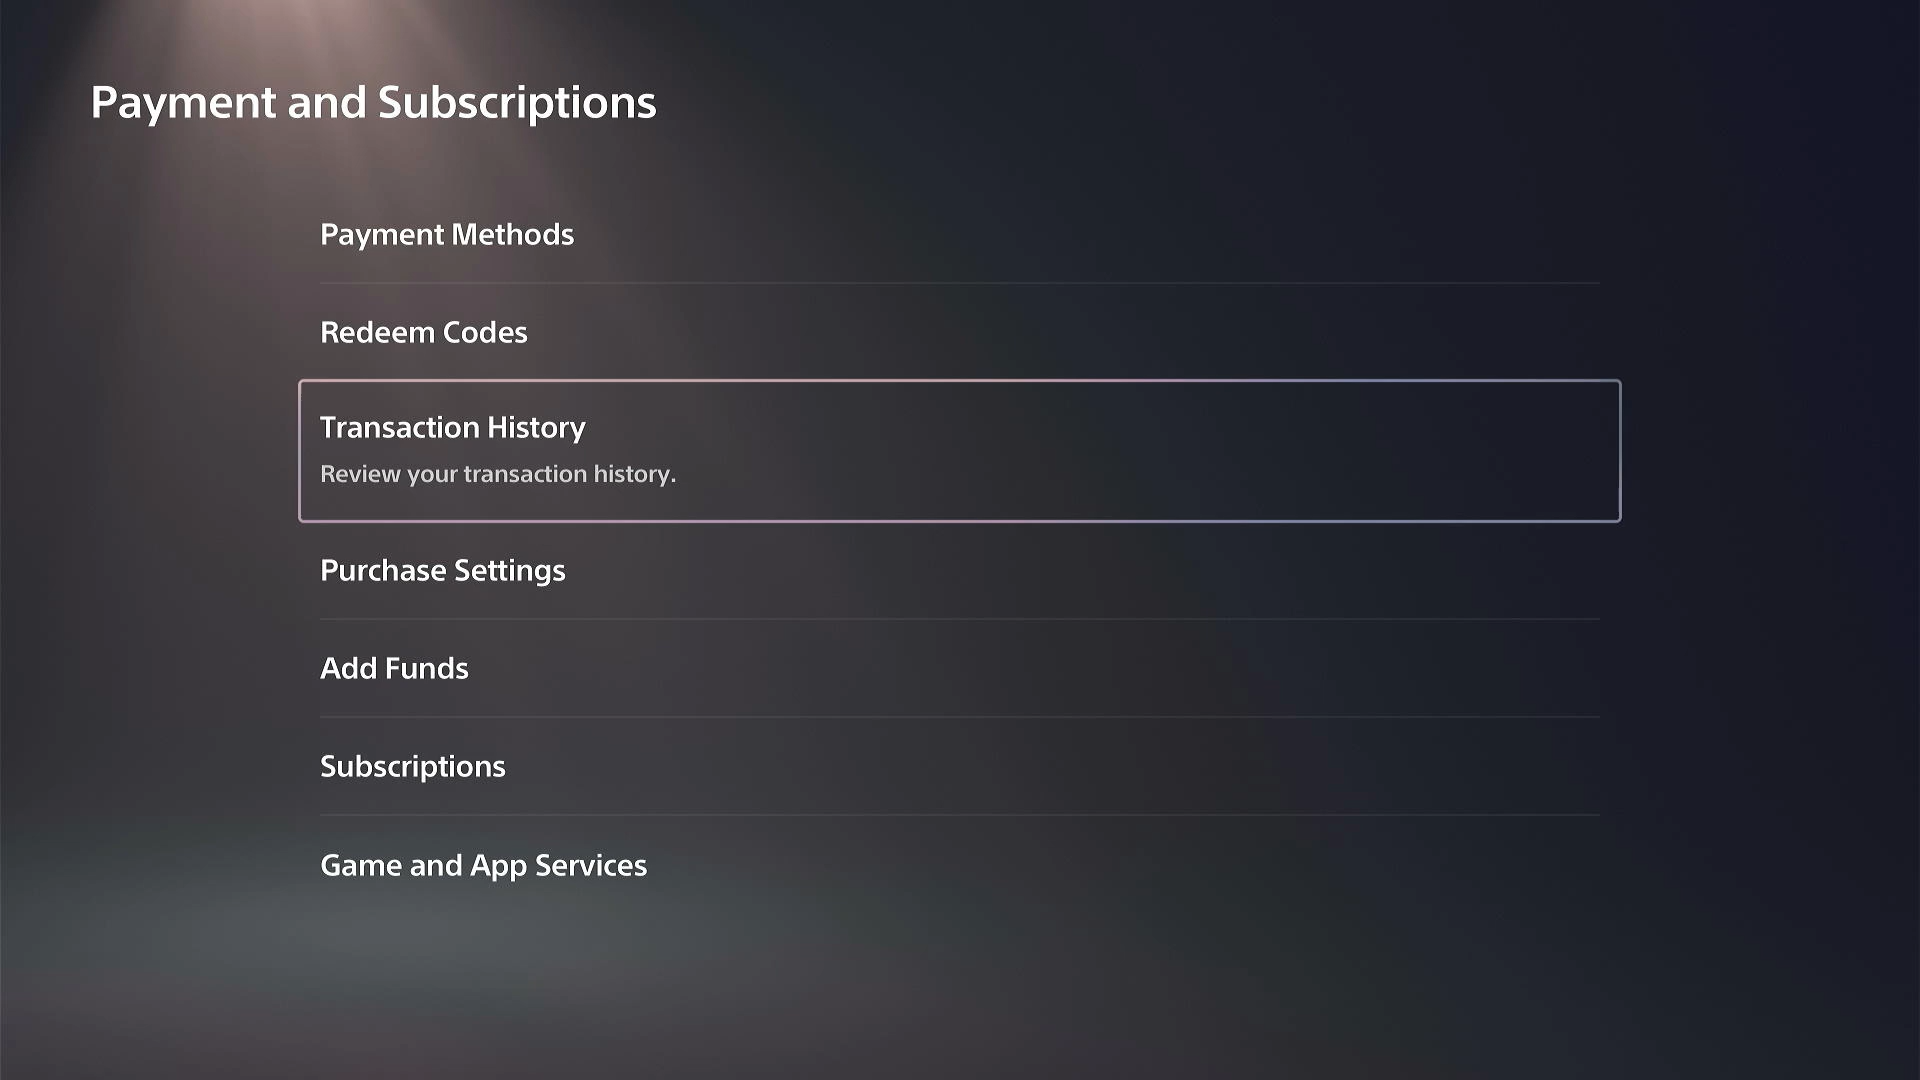 Payment and Subscriptions
Payment Methods
Redeem Codes
Transaction History
Review your transaction history.
Purchase Settings
Add Funds
Subscriptions
Game and App Services